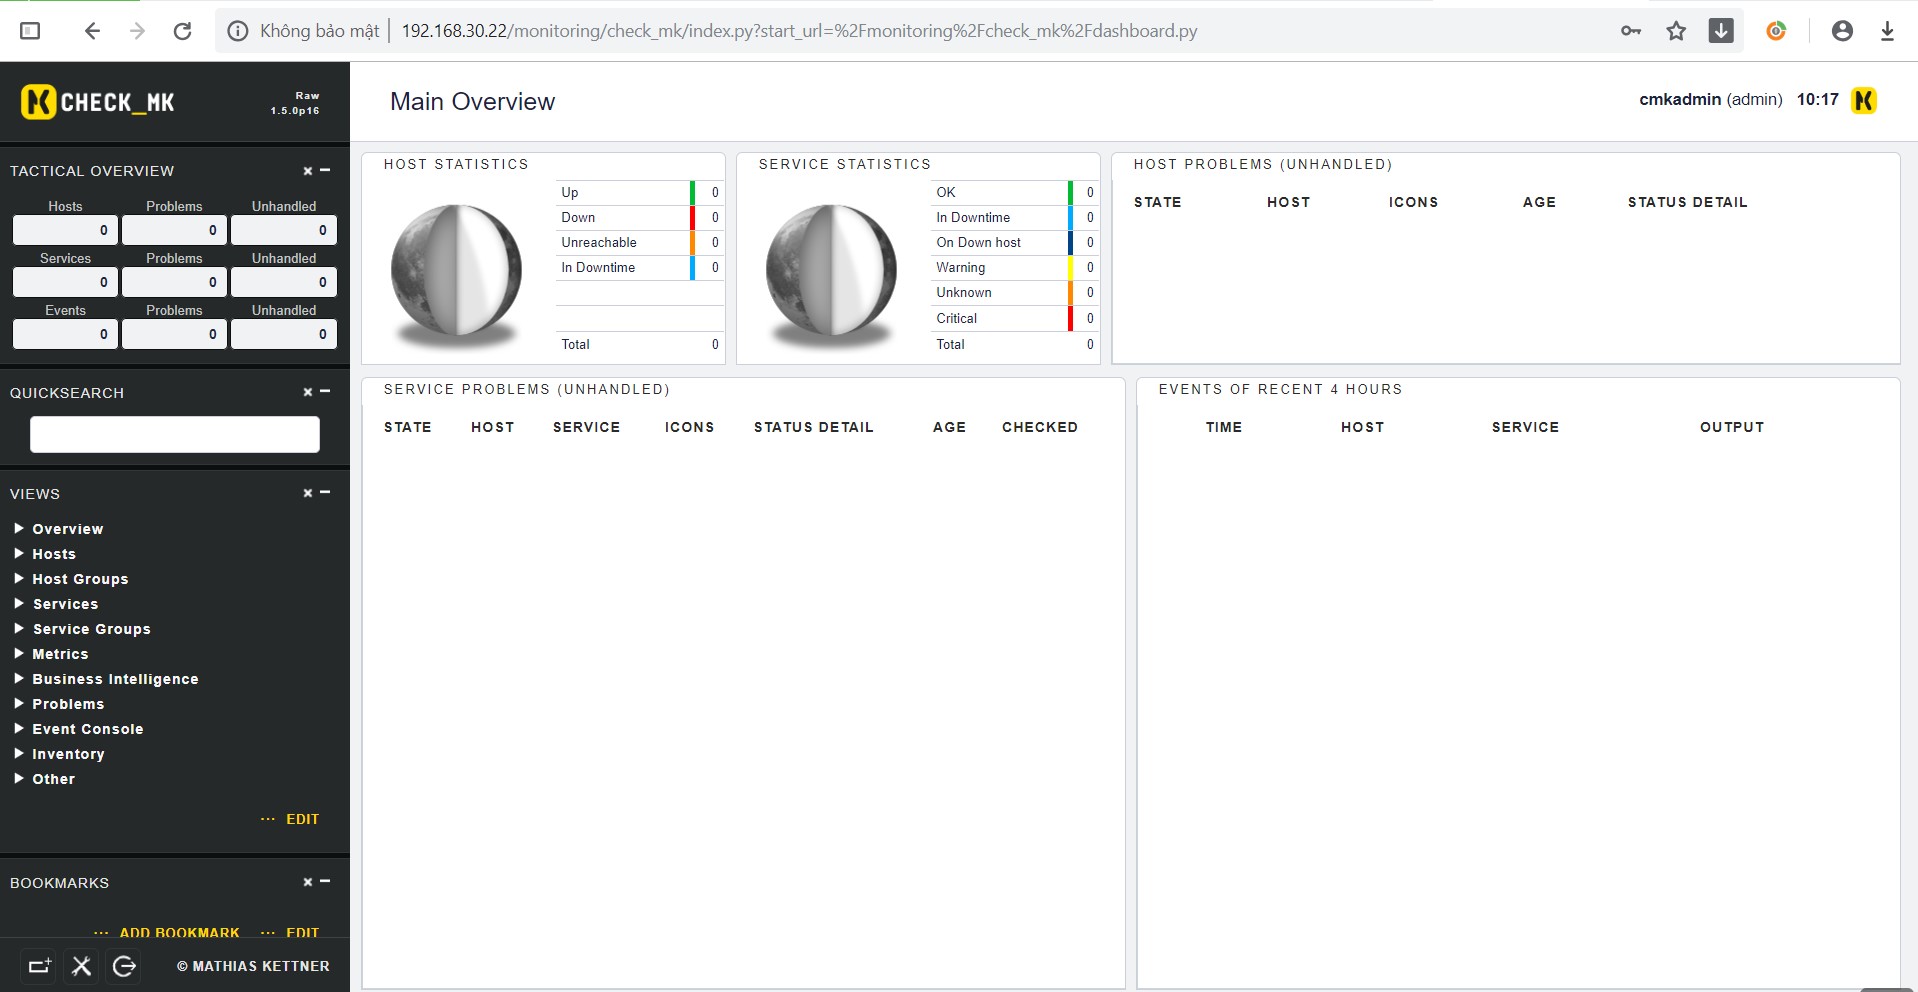 Không bảo mật
192.168.30.22/monitoring/check_mk/index.py?start_url=%2Fmonitoring%2Fcheck_mk%2Fdashboard.py
CHECK_MK
Raw
1.5.0p16
Main Overview
cmkadmin (admin) 10:17
TACTICAL OVERVIEW
Hosts Problems Unhandled
0 0 0
Services Problems Unhandled
0 0 0
Events Problems Unhandled
0 0 0
QUICKSEARCH
VIEWS
Overview
Hosts
Host Groups
Services
Service Groups
Metrics
Business Intelligence
Problems
Event Console
Inventory
Other
... EDIT
BOOKMARKS
... ADD BOOKMARK ... EDIT
© MATHIAS KETTNER
HOST STATISTICS
Up 0
Down 0
Unreachable 0
In Downtime 0
Total 0
SERVICE STATISTICS
OK 0
In Downtime 0
On Down host 0
Warning 0
Unknown 0
Critical 0
Total 0
HOST PROBLEMS (UNHANDLED)
STATE HOST ICONS AGE STATUS DETAIL
SERVICE PROBLEMS (UNHANDLED)
STATE HOST SERVICE ICONS STATUS DETAIL AGE CHECKED
EVENTS OF RECENT 4 HOURS
TIME HOST SERVICE OUTPUT